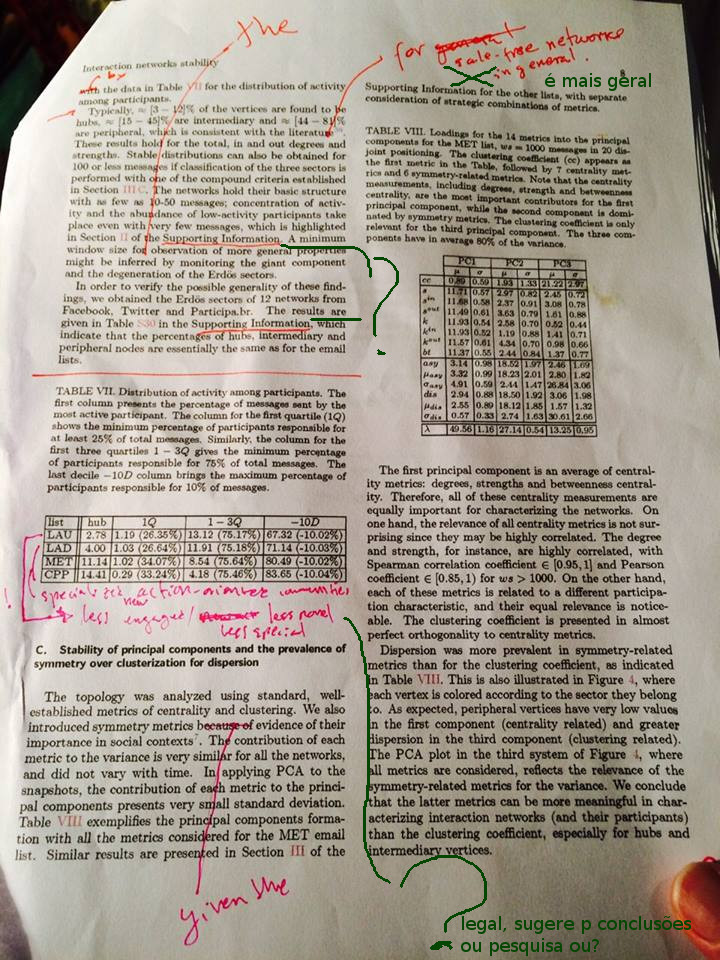 the
for general
scale-free networks
in general.
é mais geral
Interaction networks stability
8
by
with the data in Table VII for the distribution of activity
among participants.
Typically, ≈ [3 − 12]% of the vertices are found to be
hubs, ≈ [15 − 45]% are intermediary and ≈ [44 − 81]%
are peripheral, which is consistent with the literature
These results hold for the total, in and out degrees and
strengths. Stable distributions can also be obtained for
100 or less messages if classification of the three sectors is
performed with one of the compound criteria established
in Section III C. The networks hold their basic structure
with as few as 10-50 messages; concentration of activ-
ity and the abundance of low-activity participants take
place even with very few messages, which is highlighted
in Section II of the Supporting Information. A minimum
window size for observation of more general properties
might be inferred by monitoring the giant component
and the degeneration of the Erdös sectors.
In order to verify the possible generality of these find-
ings, we obtained the Erdös sectors of 12 networks from
Facebook, Twitter and Participa.br. The results are
given in Table S30 in the Supporting Information, which
indicate that the percentages of hubs, intermediary and
peripheral nodes are essentially the same as for the email
lists.
?
TABLE VII. Distribution of activity among participants. The
first column presents the percentage of messages sent by the
most active participant. The column for the first quartile (1Q)
shows the minimum percentage of participants responsible for
at least 25% of total messages. Similarly, the column for the
first three quartiles 1 − 3Q gives the minimum percentage
of participants responsible for 75% of total messages. The
last decile −10D column brings the maximum percentage of
participants responsible for 10% of messages.
list hub 1Q 1 − 3Q −10D
LAU 2.78 1.19 (26.35%) 13.12 (75.17%) 67.32 (-10.02%)
LAD 4.00 1.03 (26.64%) 11.91 (75.18%) 71.14 (-10.03%)
MET 11.14 1.02 (34.07%) 8.54 (75.64%) 80.49 (-10.02%)
CPP 14.41 0.29 (33.24%) 4.18 (75.46%) 83.65 (-10.04%)
! specialized action-oriented communities
new
less engaged/ less novel
less special
C. Stability of principal components and the prevalence of
symmetry over clusterization for dispersion
The topology was analyzed using standard, well-
established metrics of centrality and clustering. We also
introduced symmetry metrics because of evidence of their
importance in social contexts7. The contribution of each
metric to the variance is very similar for all the networks,
and did not vary with time. In applying PCA to the
snapshots, the contribution of each metric to the princi-
pal components presents very small standard deviation.
Table VIII exemplifies the principal components forma-
tion with all the metrics considered for the MET email
list. Similar results are presented in Section III of the
given the
Supporting Information for the other lists, with separate
consideration of strategic combinations of metrics.
TABLE VIII. Loadings for the 14 metrics into the principal
components for the MET list, ws = 1000 messages in 20 dis-
joint positioning. The clustering coefficient (cc) appears as
the first metric in the Table, followed by 7 centrality met-
rics and 6 symmetry-related metrics. Note that the centrality
measurements, including degrees, strength and betweenness
centrality, are the most important contributors for the first
principal component, while the second component is domi-
nated by symmetry metrics. The clustering coefficient is only
relevant for the third principal component. The three com-
ponents have in average 80% of the variance.
PC1 PC2 PC3
μ σ μ σ μ σ
cc 0.89 0.59 1.93 1.33 21.22 2.97
s 11.71 0.57 2.97 0.82 2.45 0.72
s^in 11.68 0.58 2.37 0.91 3.08 0.78
s^out 11.49 0.61 3.63 0.79 1.61 0.88
k 11.93 0.54 2.58 0.70 0.52 0.44
k^in 11.93 0.52 1.19 0.88 1.41 0.71
k^out 11.57 0.61 4.34 0.70 0.98 0.66
bt 11.37 0.55 2.44 0.84 1.37 0.77
asy 3.14 0.98 18.52 1.97 2.46 1.69
μasy 3.32 0.99 18.23 2.01 2.80 1.82
σasy 4.91 0.59 2.44 1.47 26.84 3.06
dis 2.94 0.88 18.50 1.92 3.06 1.98
μdis 2.55 0.89 18.12 1.85 1.57 1.32
σdis 0.57 0.33 2.74 1.63 30.61 2.66
λ 49.56 1.16 27.14 0.54 13.25 0.95
The first principal component is an average of central-
ity metrics: degrees, strengths and betweenness central-
ity. Therefore, all of these centrality measurements are
equally important for characterizing the networks. On
one hand, the relevance of all centrality metrics is not sur-
prising since they may be highly correlated. The degree
and strength, for instance, are highly correlated, with
Spearman correlation coefficient ∈ [0.95, 1] and Pearson
coefficient ∈ [0.85, 1) for ws > 1000. On the other hand,
each of these metrics is related to a different participa-
tion characteristic, and their equal relevance is notice-
able. The clustering coefficient is presented in almost
perfect orthogonality to centrality metrics.
Dispersion was more prevalent in symmetry-related
metrics than for the clustering coefficient, as indicated
in Table VIII. This is also illustrated in Figure 4, where
each vertex is colored according to the sector they belong
to. As expected, peripheral vertices have very low values
in the first component (centrality related) and greater
dispersion in the third component (clustering related).
The PCA plot in the third system of Figure 4, where
all metrics are considered, reflects the relevance of the
symmetry-related metrics for the variance. We conclude
that the latter metrics can be more meaningful in char-
acterizing interaction networks (and their participants)
than the clustering coefficient, especially for hubs and
intermediary vertices.
legal, sugere p conclusões
ou pesquisa ou?